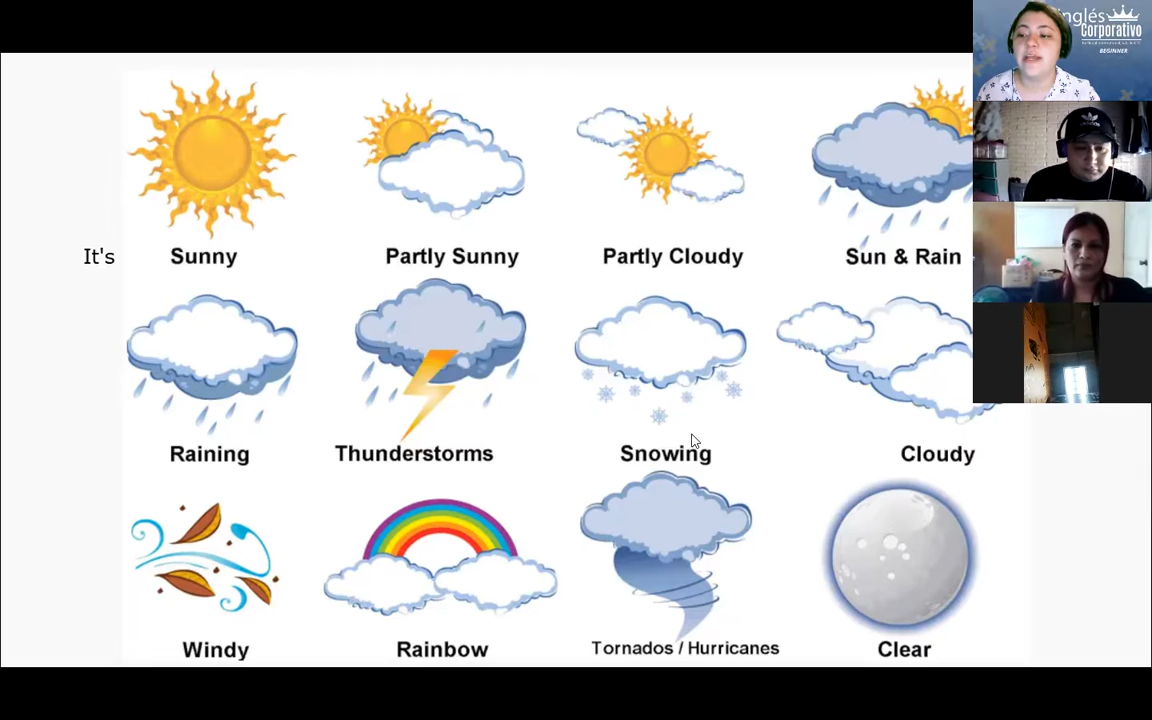 inglés
Corporativo
BEGINNER
It's Sunny Partly Sunny Partly Cloudy Sun & Rain
Raining Thunderstorms Snowing Cloudy
Windy Rainbow Tornados / Hurricanes Clear